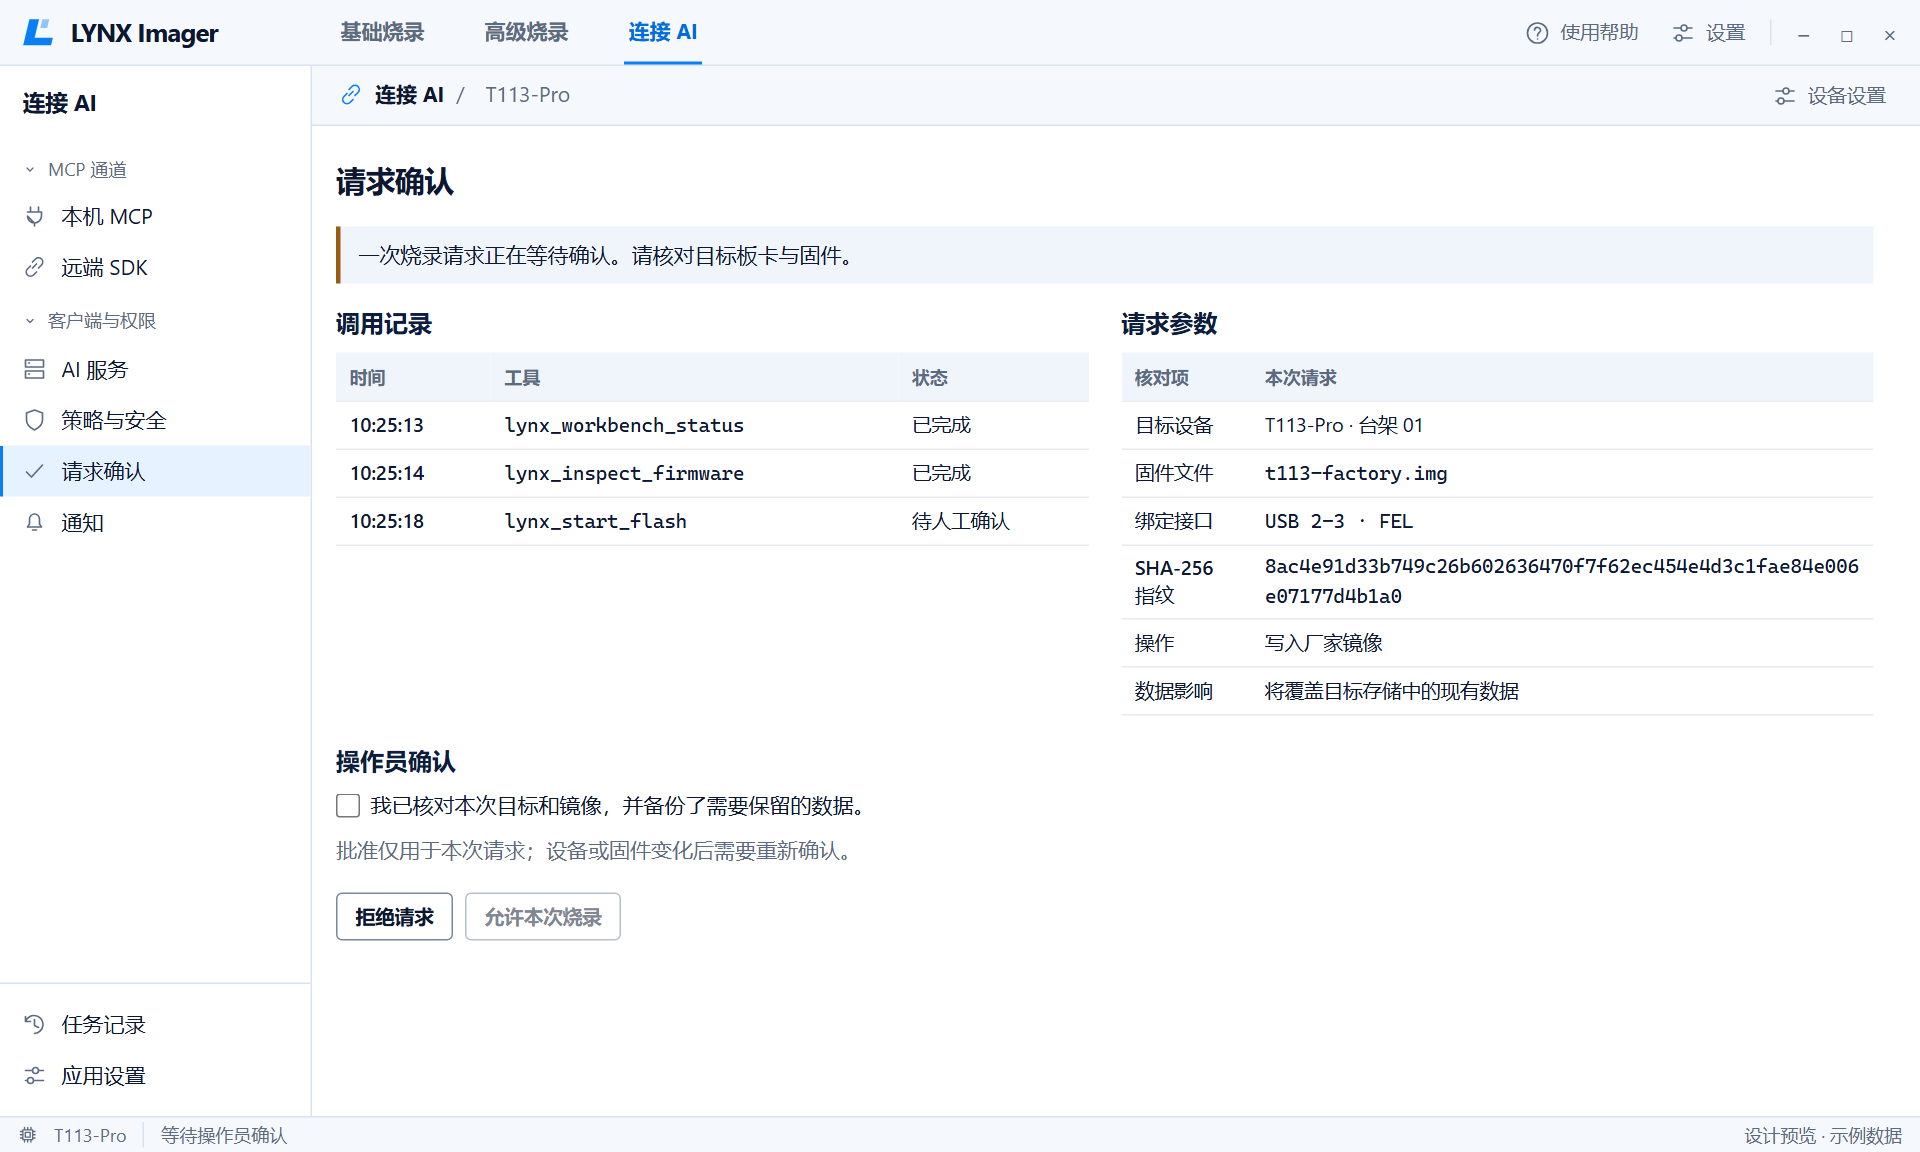 LYNX Imager
基础烧录
高级烧录
连接 AI
使用帮助
设置
连接 AI
MCP 通道
本机 MCP
远端 SDK
客户端与权限
AI 服务
策略与安全
请求确认
通知
任务记录
应用设置
连接 AI / T113-Pro
设备设置
请求确认
一次烧录请求正在等待确认。请核对目标板卡与固件。
调用记录
时间 工具 状态
10:25:13 lynx_workbench_status 已完成
10:25:14 lynx_inspect_firmware 已完成
10:25:18 lynx_start_flash 待人工确认
请求参数
核对项 本次请求
目标设备 T113-Pro · 台架 01
固件文件 t113-factory.img
绑定接口 USB 2-3 · FEL
SHA-256 指纹 8ac4e91d33b749c26b602636470f7f62ec454e4d3c1fae84e006
e07177d4b1a0
操作 写入厂家镜像
数据影响 将覆盖目标存储中的现有数据
操作员确认
我已核对本次目标和镜像，并备份了需要保留的数据。
批准仅用于本次请求；设备或固件变化后需要重新确认。
拒绝请求
允许本次烧录
T113-Pro
等待操作员确认
设计预览 · 示例数据